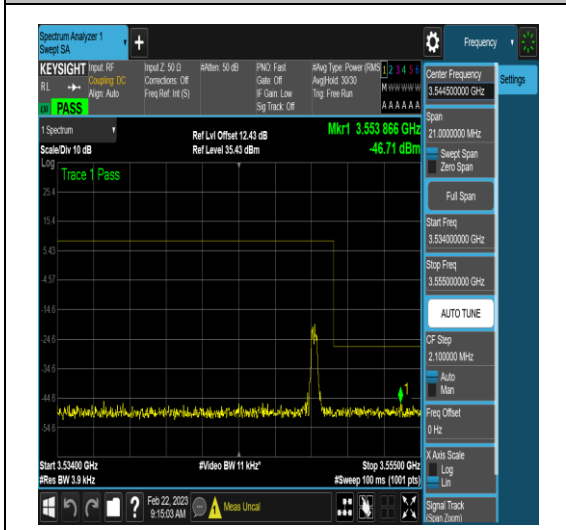 Spectrum Analyzer 1
Swept SA
+
Frequency
KEYSIGHT
Input: RF
Input Z: 50 Ω
#Atten: 50 dB
PNO: Fast
#Avg Type: Power (RMS
1 2 3 4 5 6
RL
Coupling: DC
Corrections: Off
Gate: Off
Avg|Hold: 30/30
M W W W W W
Align: Auto
Freq Ref: Int (S)
IF Gain: Low
Trig: Free Run
PASS
Sig Track: Off
A A A A A A
1 Spectrum
Ref Lvl Offset 12.43 dB
Mkr1 3.553 866 GHz
Scale/Div 10 dB
Ref Level 35.43 dBm
-46.71 dBm
Log
Trace 1 Pass
25.4
15.4
5.43
-4.57
-14.6
-24.6
-34.6
-44.6
-54.6
1
Start 3.53400 GHz
#Video BW 11 kHz*
Stop 3.55500 GHz
#Res BW 3.9 kHz
#Sweep 100 ms (1001 pts)
?
Feb 22, 2023
9:15:03 AM
Meas Uncal
Center Frequency
3.544500000 GHz
Settings
Span
21.0000000 MHz
Swept Span
Zero Span
Full Span
Start Freq
3.534000000 GHz
Stop Freq
3.555000000 GHz
AUTO TUNE
CF Step
2.100000 MHz
Auto
Man
Freq Offset
0 Hz
X Axis Scale
Log
Lin
Signal Track
(Span Zoom)